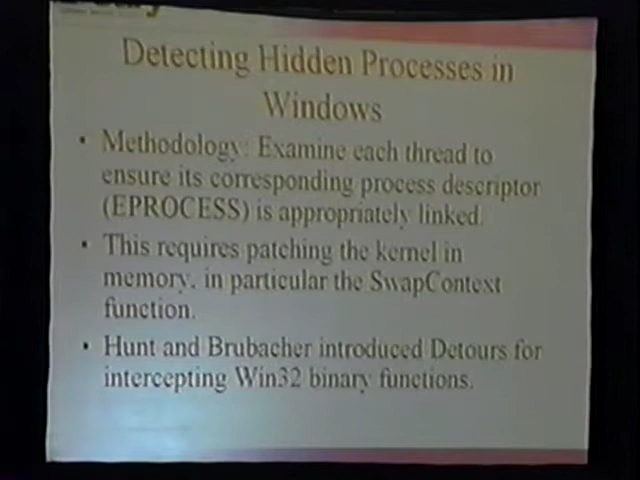 Detecting Hidden Processes in
Windows
• Methodology: Examine each thread to
ensure its corresponding process descriptor
(EPROCESS) is appropriately linked.
• This requires patching the kernel in
memory, in particular the SwapContext
function.
• Hunt and Brubacher introduced Detours for
intercepting Win32 binary functions.